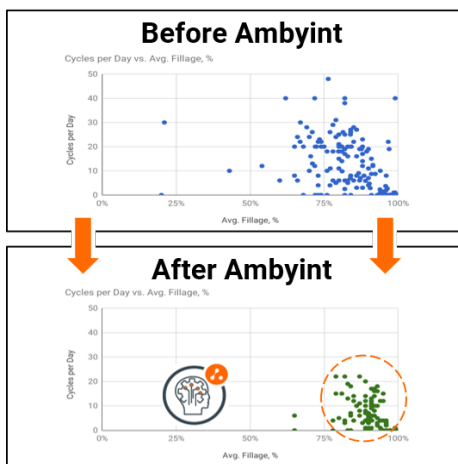 Before Ambyint
Cycles per Day vs. Avg. Fillage, %
50
40
30
20
10
0
Cycles per Day
0
25%
50%
75%
100%
Avg. Fillage, %
After Ambyint
Cycles per Day vs. Avg. Fillage, %
50
40
30
20
10
0
Cycles per Day
0%
25%
50%
75%
100%
Avg. Fillage, %